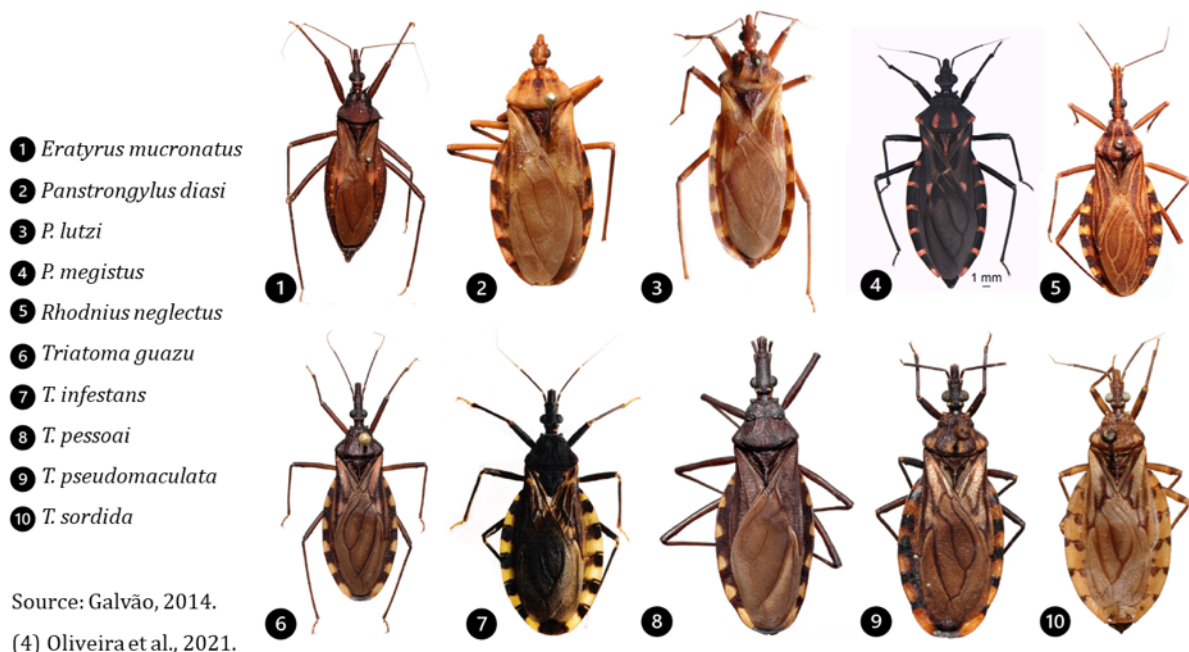 1 Eratyrus mucronatus
2 Panstrongylus diasi
3 P. lutzi
4 P. megistus
5 Rhodnius neglectus
6 Triatoma guazu
7 T. infestans
8 T. pessoai
9 T. pseudomaculata
10 T. sordida
Source: Galvão, 2014.
(4) Oliveira et al., 2021.
1
2
3
4
1 mm
5
6
7
8
9
10